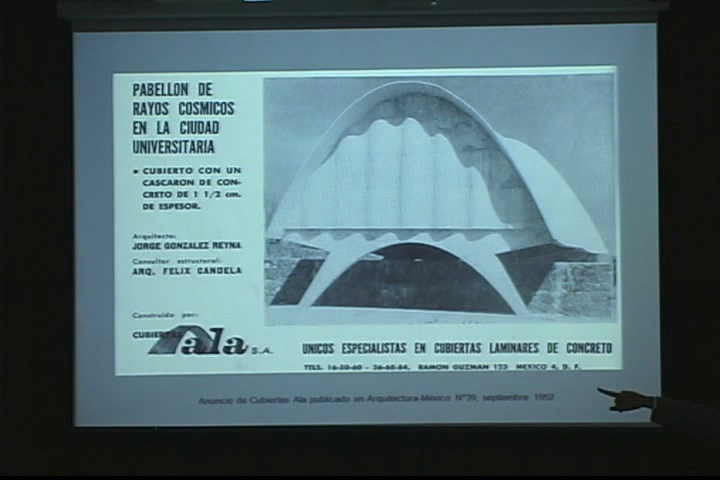 PABELLON DE
RAYOS COSMICOS
EN LA CIUDAD
UNIVERSITARIA
• CUBIERTO CON UN
CASCARON DE CON-
CRETO DE 1 1/2 cm.
DE ESPESOR.
Arquitecto:
JORGE GONZALEZ REYNA
Consultor estructural:
ARQ. FELIX CANDELA
Construido por:
CUBIERTAS Ala S.A.
UNICOS ESPECIALISTAS EN CUBIERTAS LAMINARES DE CONCRETO
TELS. 16-50-60 - 36-68-84, RAMON GUZMAN 123 MEXICO 4, D. F.
Anuncio de Cubiertas Ala publicado en Arquitectura-México Nº39, septiembre 1952